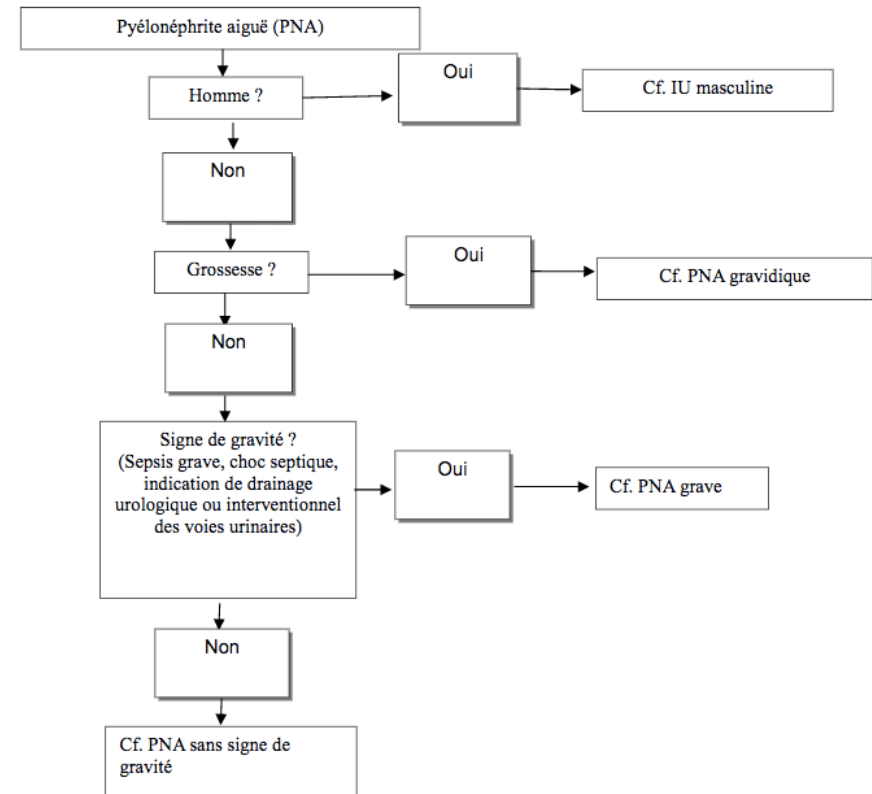 Pyélonéphrite aiguë (PNA)
Homme ?
Oui
Cf. IU masculine
Non
Grossesse ?
Oui
Cf. PNA gravidique
Non
Signe de gravité ?
(Sepsis grave, choc septique,
indication de drainage
urologique ou interventionnel
des voies urinaires)
Oui
Cf. PNA grave
Non
Cf. PNA sans signe de
gravité